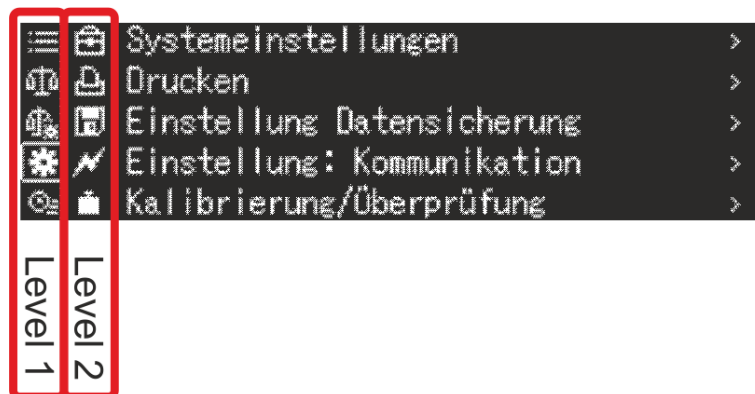 Systemeinstellungen >
Drucken >
Einstellung Datensicherung >
Einstellung: Kommunikation >
Kalibrierung/Überprüfung >
Level 1
Level 2